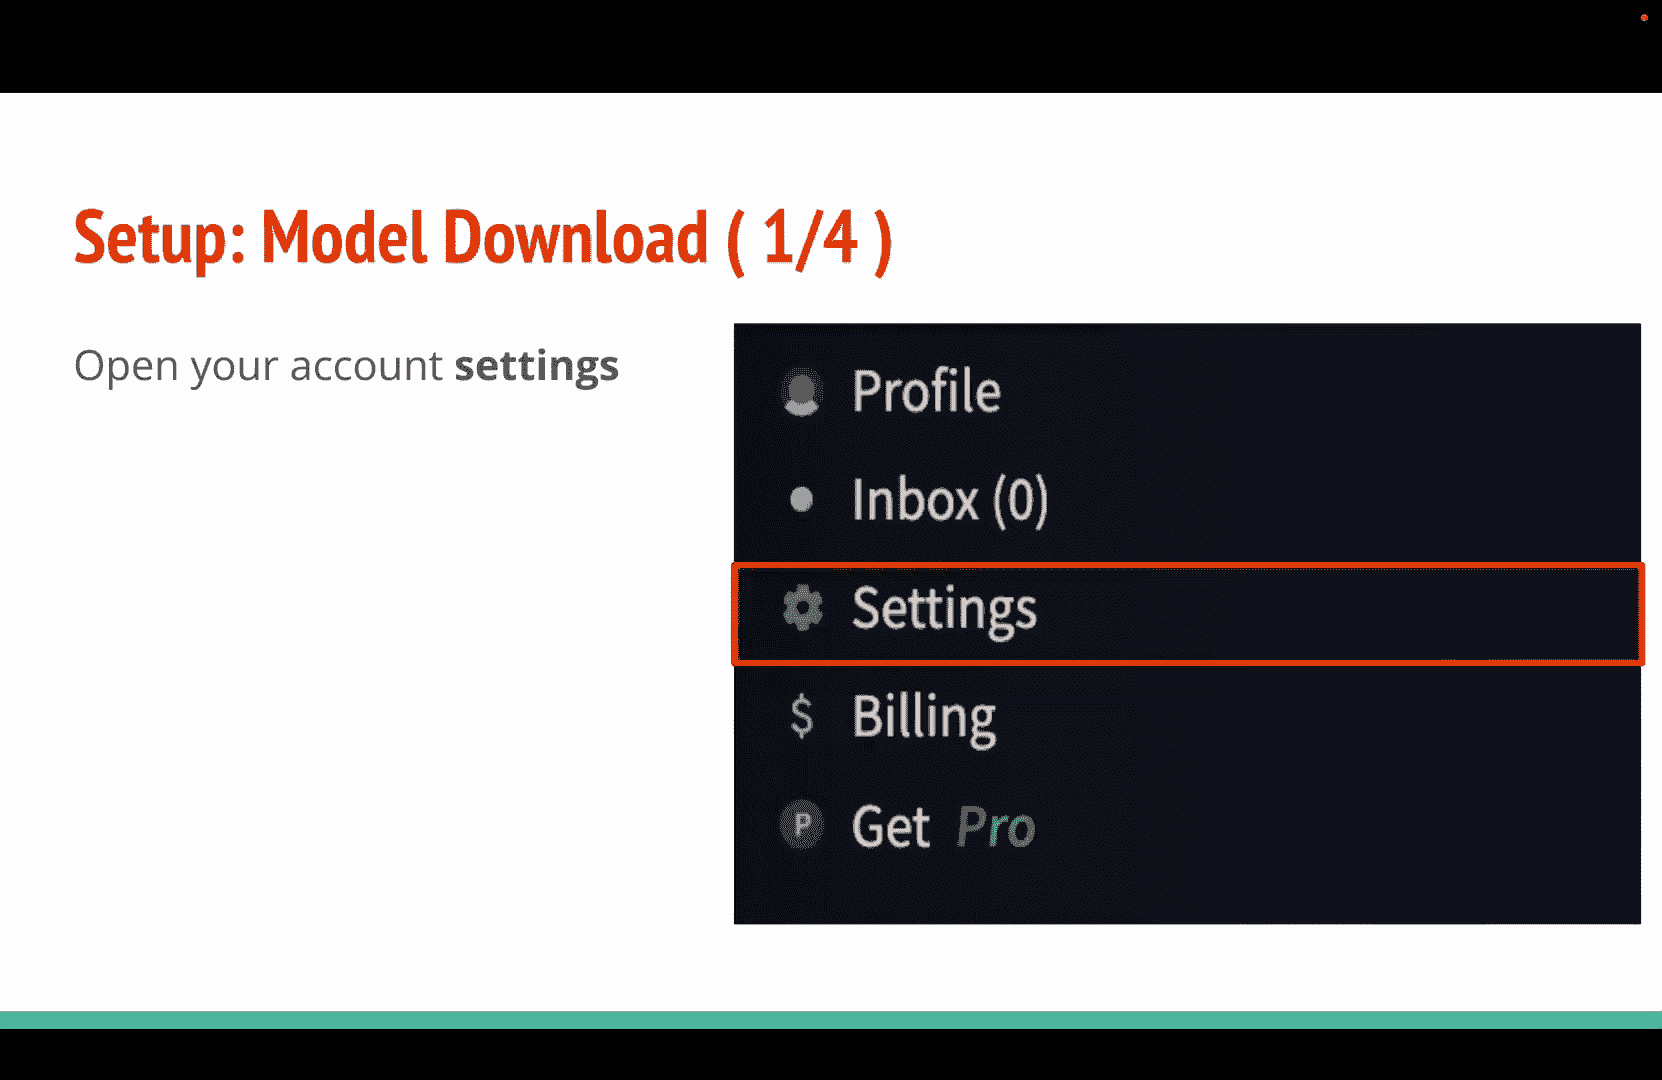 Setup: Model Download ( 1/4 )
Open your account settings
Profile
Inbox (0)
Settings
$ Billing
P Get Pro